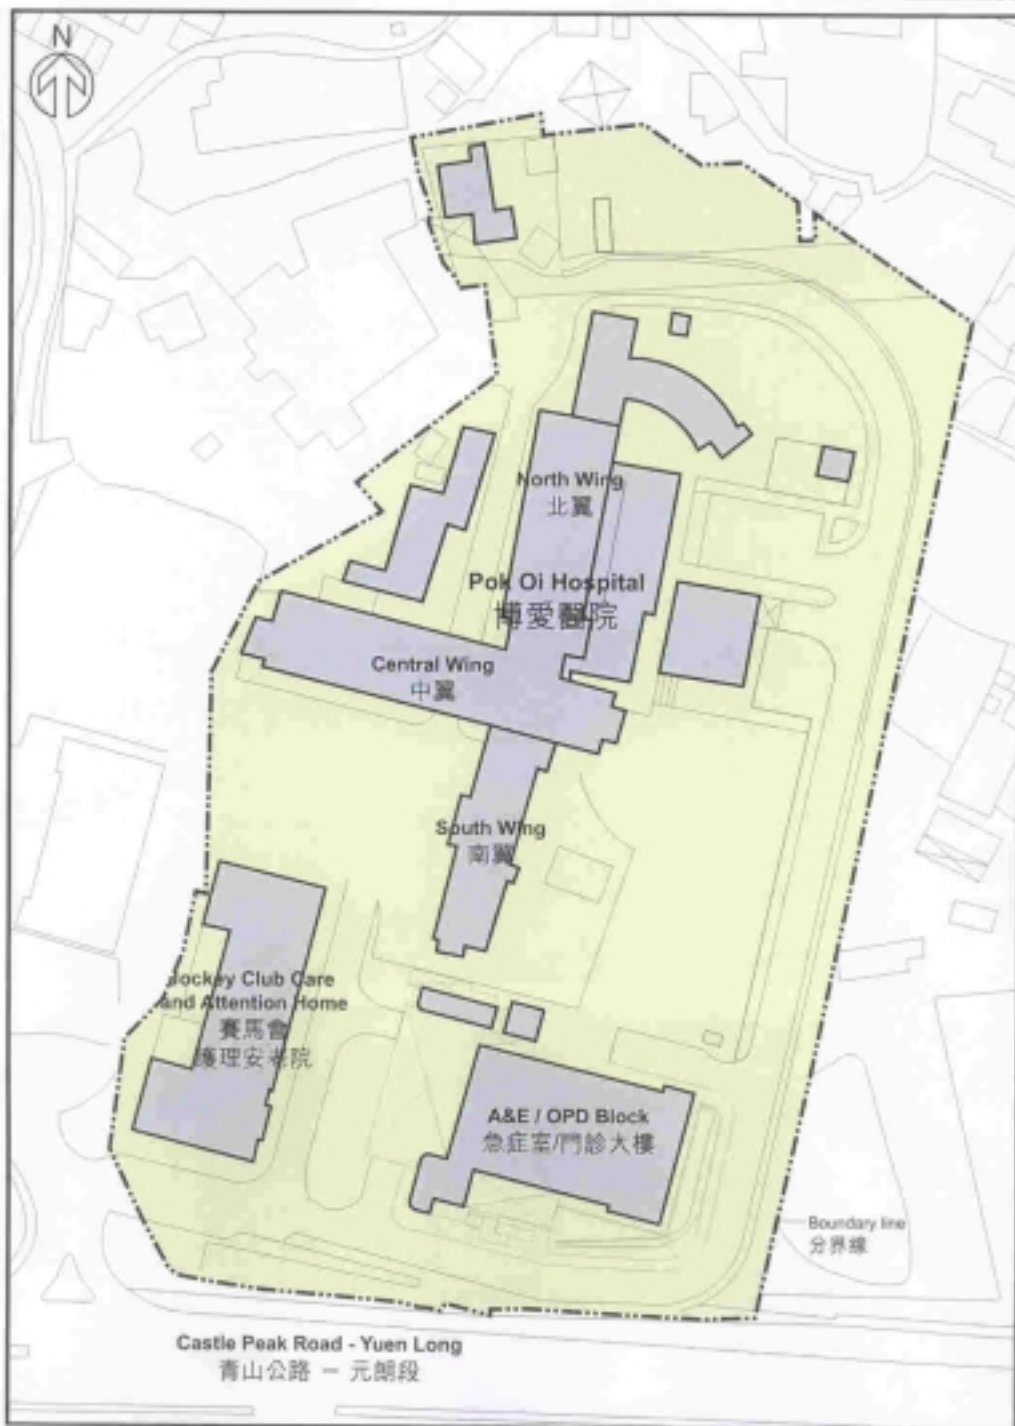 N
North Wing
北翼
Pok Oi Hospital
博愛醫院
Central Wing
中翼
South Wing
南翼
Jockey Club Care
and Attention Home
賽馬會
護理安老院
A&E / OPD Block
急症室/門診大樓
Boundary line
分界線
Castle Peak Road - Yuen Long
青山公路 － 元朗段